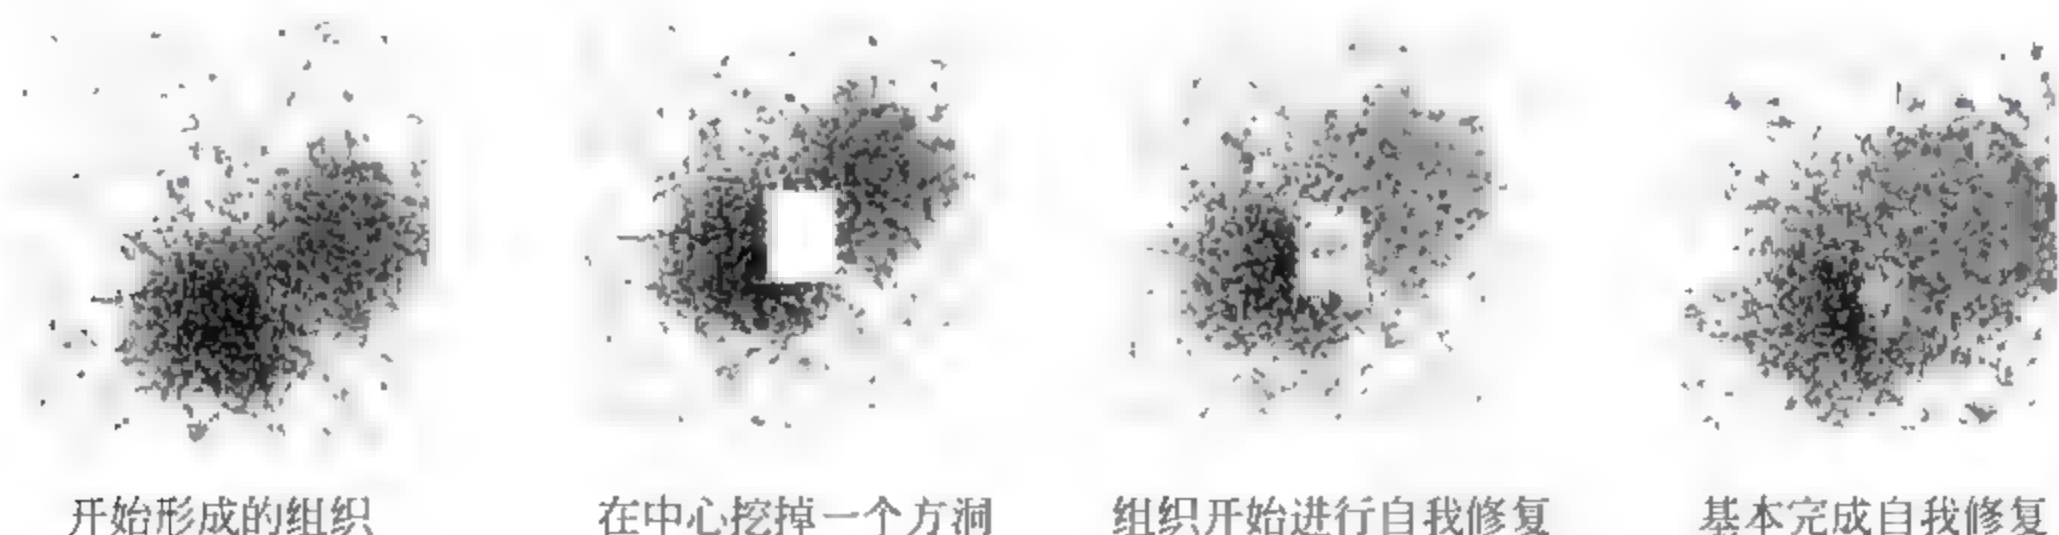 开始形成的组织
在中心挖掉一个方洞
组织开始进行自我修复
基本完成自我修复